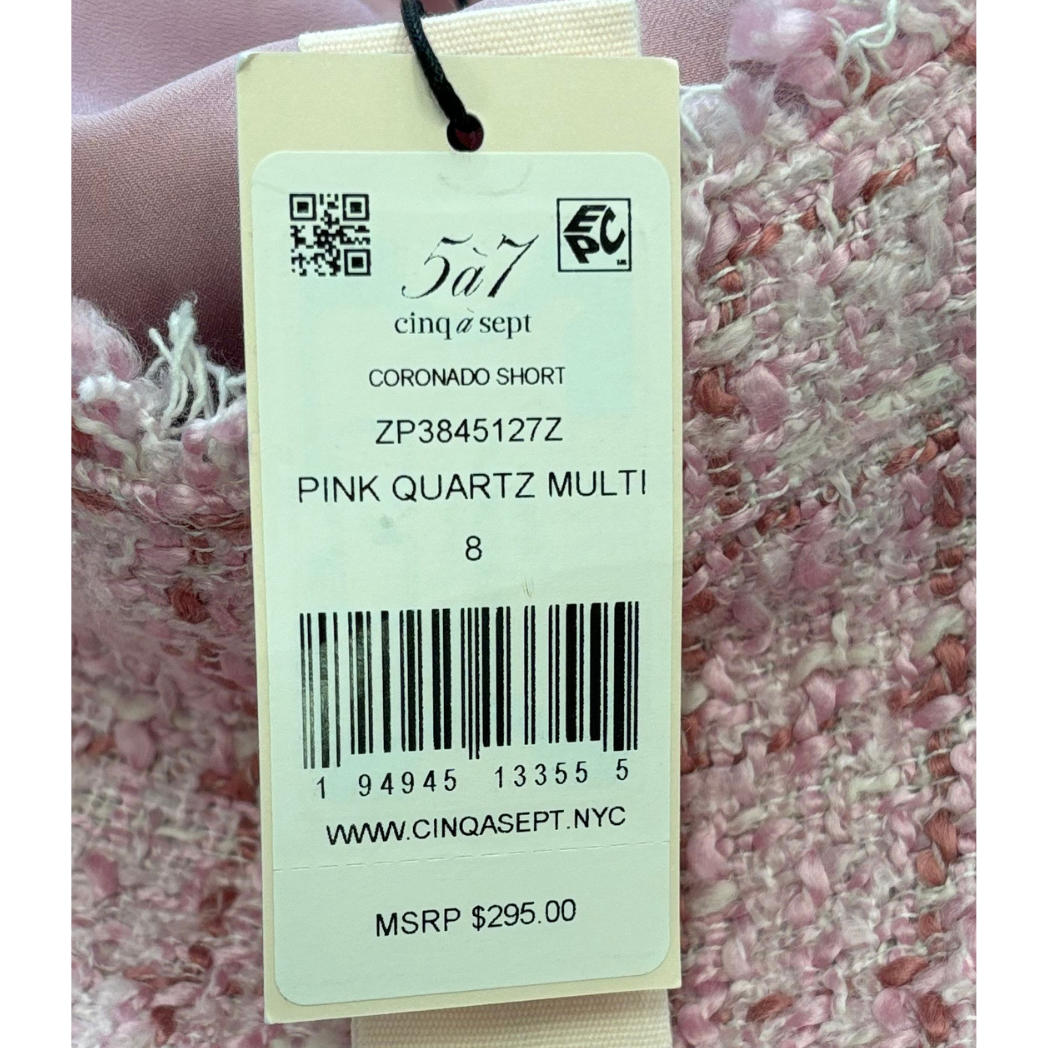 5à7
EPC
cinq à sept
CORONADO SHORT
ZP3845127Z
PINK QUARTZ MULTI
8
1 94945 13355 5
WWW.CINQASEPT.NYC
MSRP $295.00